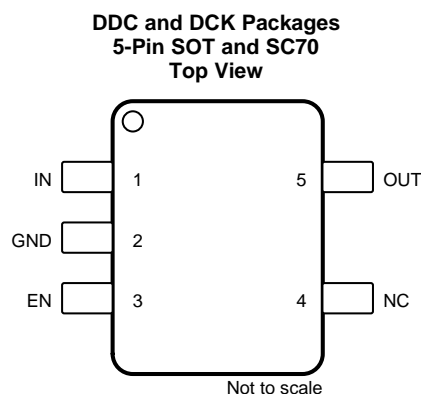 DDC and DCK Packages
5-Pin SOT and SC70
Top View
IN 1 5 OUT
GND 2
EN 3 4 NC
Not to scale